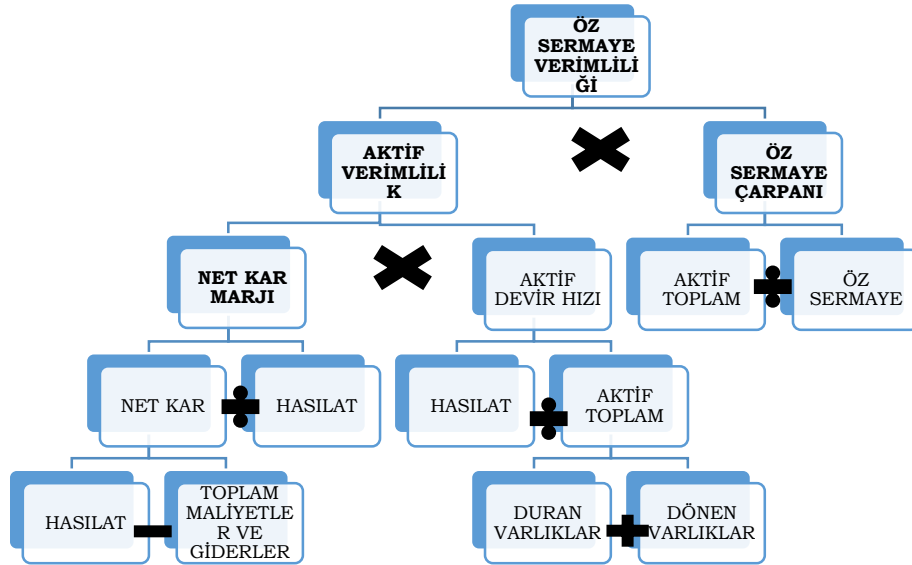 ÖZ
SERMAYE
VERİMLİLİ
Ğİ
AKTİF
VERİMLİLİ
K
ÖZ
SERMAYE
ÇARPANI
NET KAR
MARJI
AKTİF
DEVİR HIZI
AKTİF
TOPLAM
ÖZ
SERMAYE
NET KAR
HASILAT
HASILAT
AKTİF
TOPLAM
HASILAT
TOPLAM
MALİYETLE
R VE
GİDERLER
DURAN
VARLIKLAR
DÖNEN
VARLIKLAR